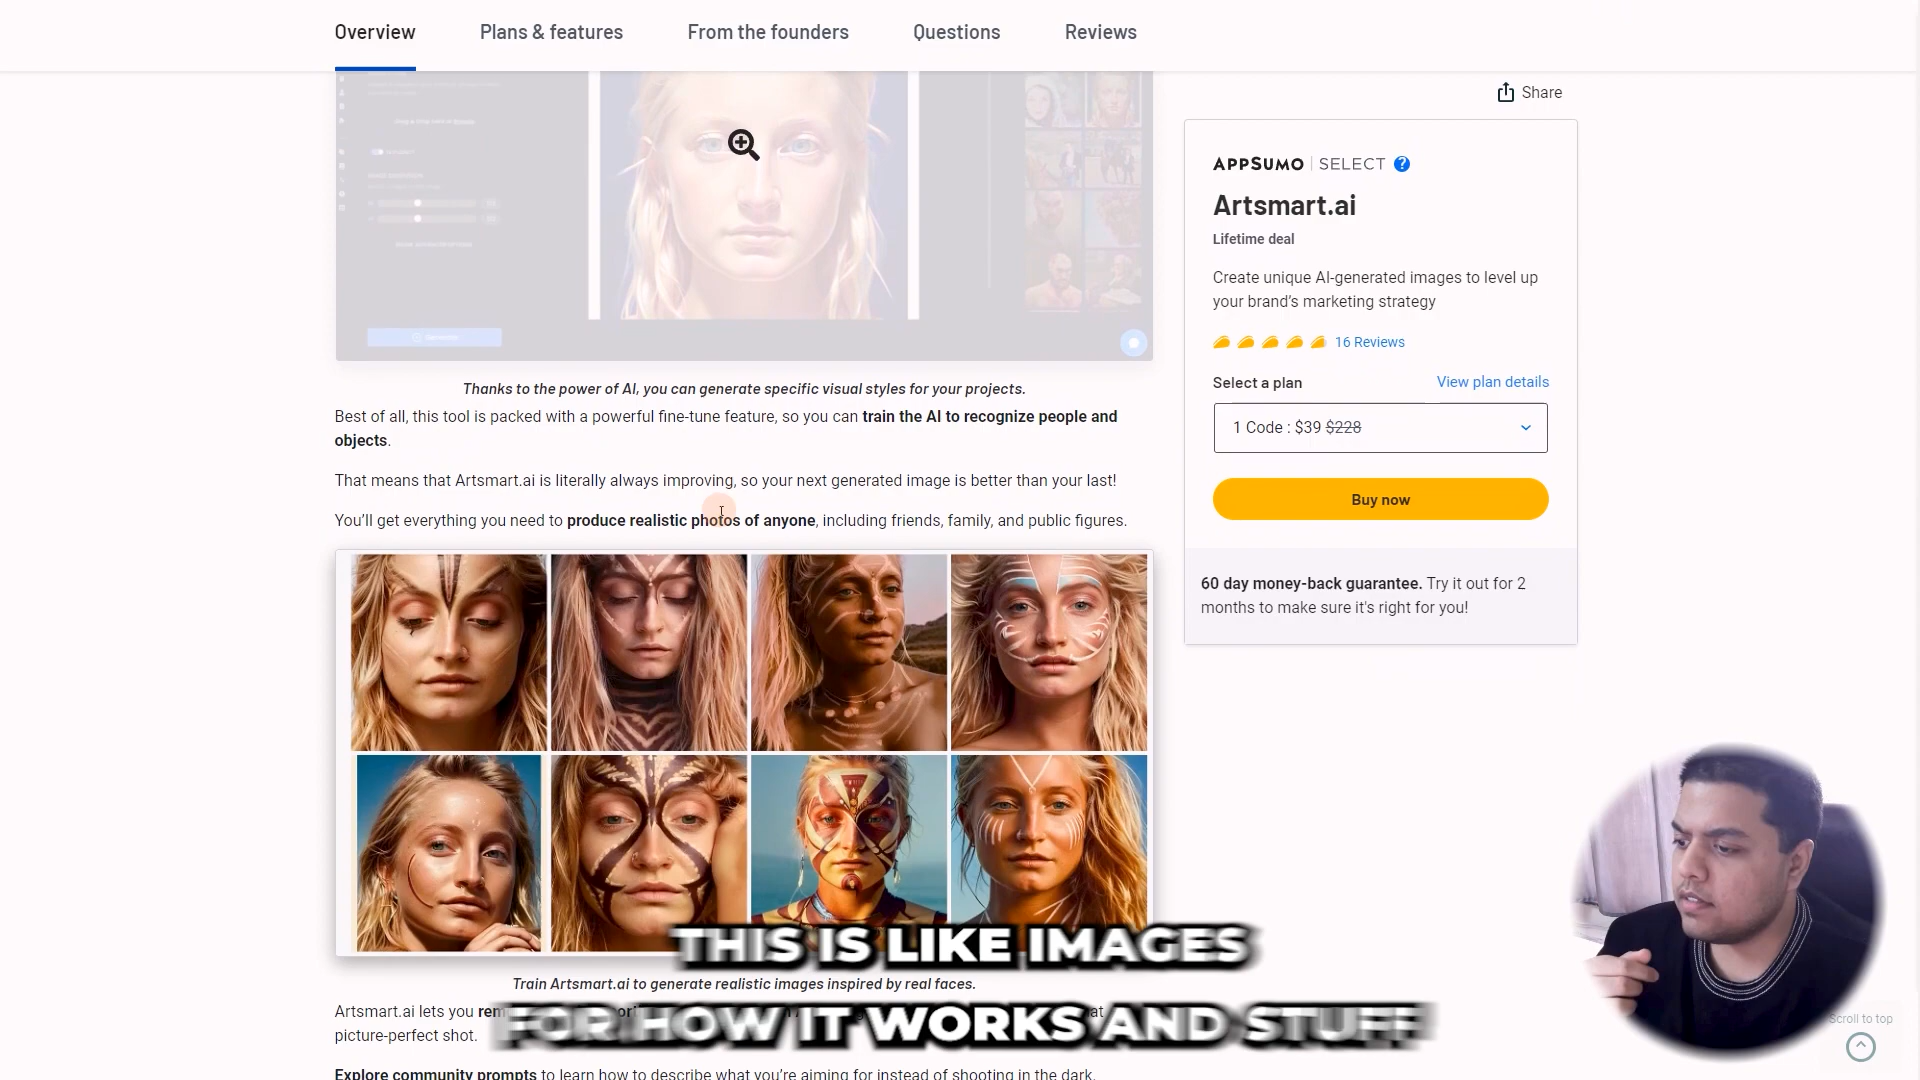 Overview
Plans & features
From the founders
Questions
Reviews
Share
APPSUMO | SELECT ?
Artsmart.ai
Lifetime deal
Create unique AI-generated images to level up
your brand's marketing strategy
16 Reviews
Select a plan
View plan details
1 Code : $39 $228
Buy now
60 day money-back guarantee. Try it out for 2
months to make sure it's right for you!
Thanks to the power of AI, you can generate specific visual styles for your projects.
Best of all, this tool is packed with a powerful fine-tune feature, so you can train the AI to recognize people and
objects.
That means that Artsmart.ai is literally always improving, so your next generated image is better than your last!
You'll get everything you need to produce realistic photos of anyone, including friends, family, and public figures.
THIS IS LIKE IMAGES
FOR HOW IT WORKS AND STUFF
Train Artsmart.ai to generate realistic images inspired by real faces.
Artsmart.ai lets you
picture-perfect shot.
Explore community prompts to learn how to describe what you're aiming for instead of shooting in the dark.
Scroll to top